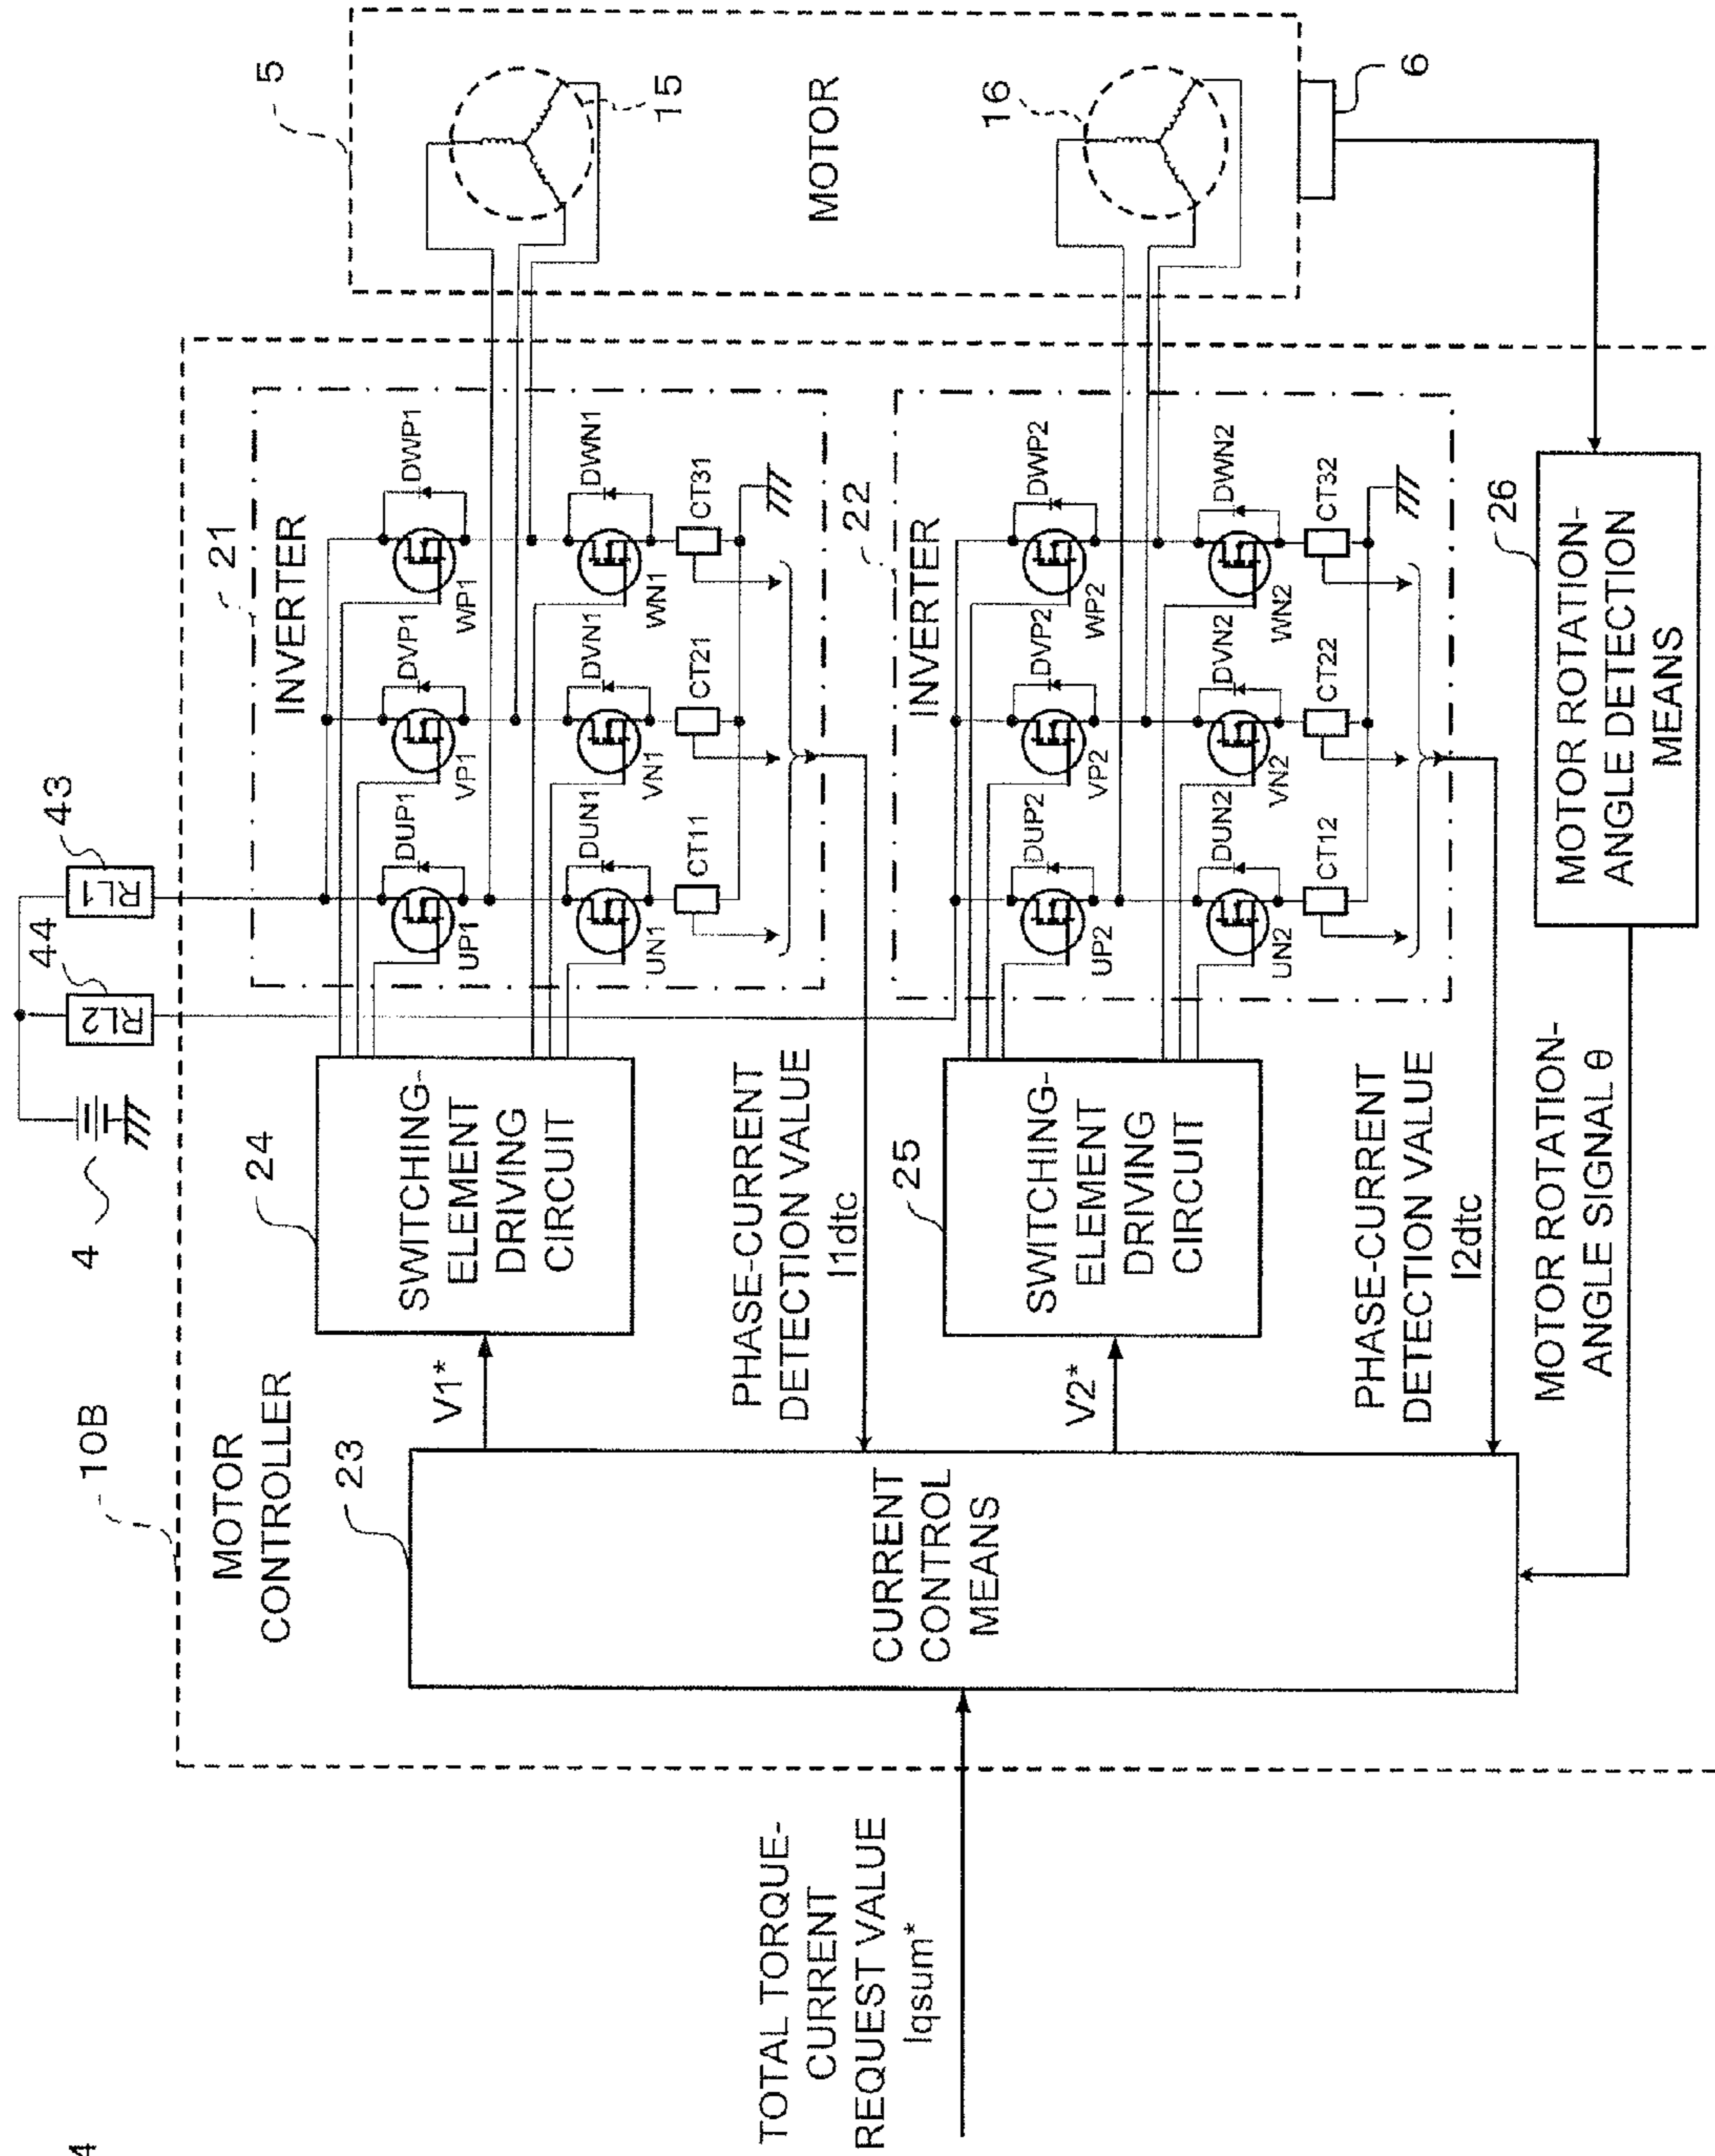 4
5
15
MOTOR
16
6
4
44
RL2
43
RL1
10B
MOTOR
CONTROLLER
21
INVERTER
DUP1
DVP1
DWP1
UP1
VP1
WP1
DUN1
DVN1
DWN1
UN1
VN1
WN1
CT11
CT21
CT31
24
SWITCHING-
ELEMENT
DRIVING
CIRCUIT
V1*
PHASE-CURRENT
DETECTION VALUE
I1dtc
23
CURRENT
CONTROL
MEANS
22
INVERTER
DUP2
DVP2
DWP2
UP2
VP2
WP2
DUN2
DVN2
DWN2
UN2
VN2
WN2
CT12
CT22
CT32
25
SWITCHING-
ELEMENT
DRIVING
CIRCUIT
V2*
PHASE-CURRENT
DETECTION VALUE
I2dtc
26
MOTOR ROTATION-
ANGLE DETECTION
MEANS
MOTOR ROTATION-
ANGLE SIGNAL θ
TOTAL TORQUE-
CURRENT
REQUEST VALUE
Iqsum*